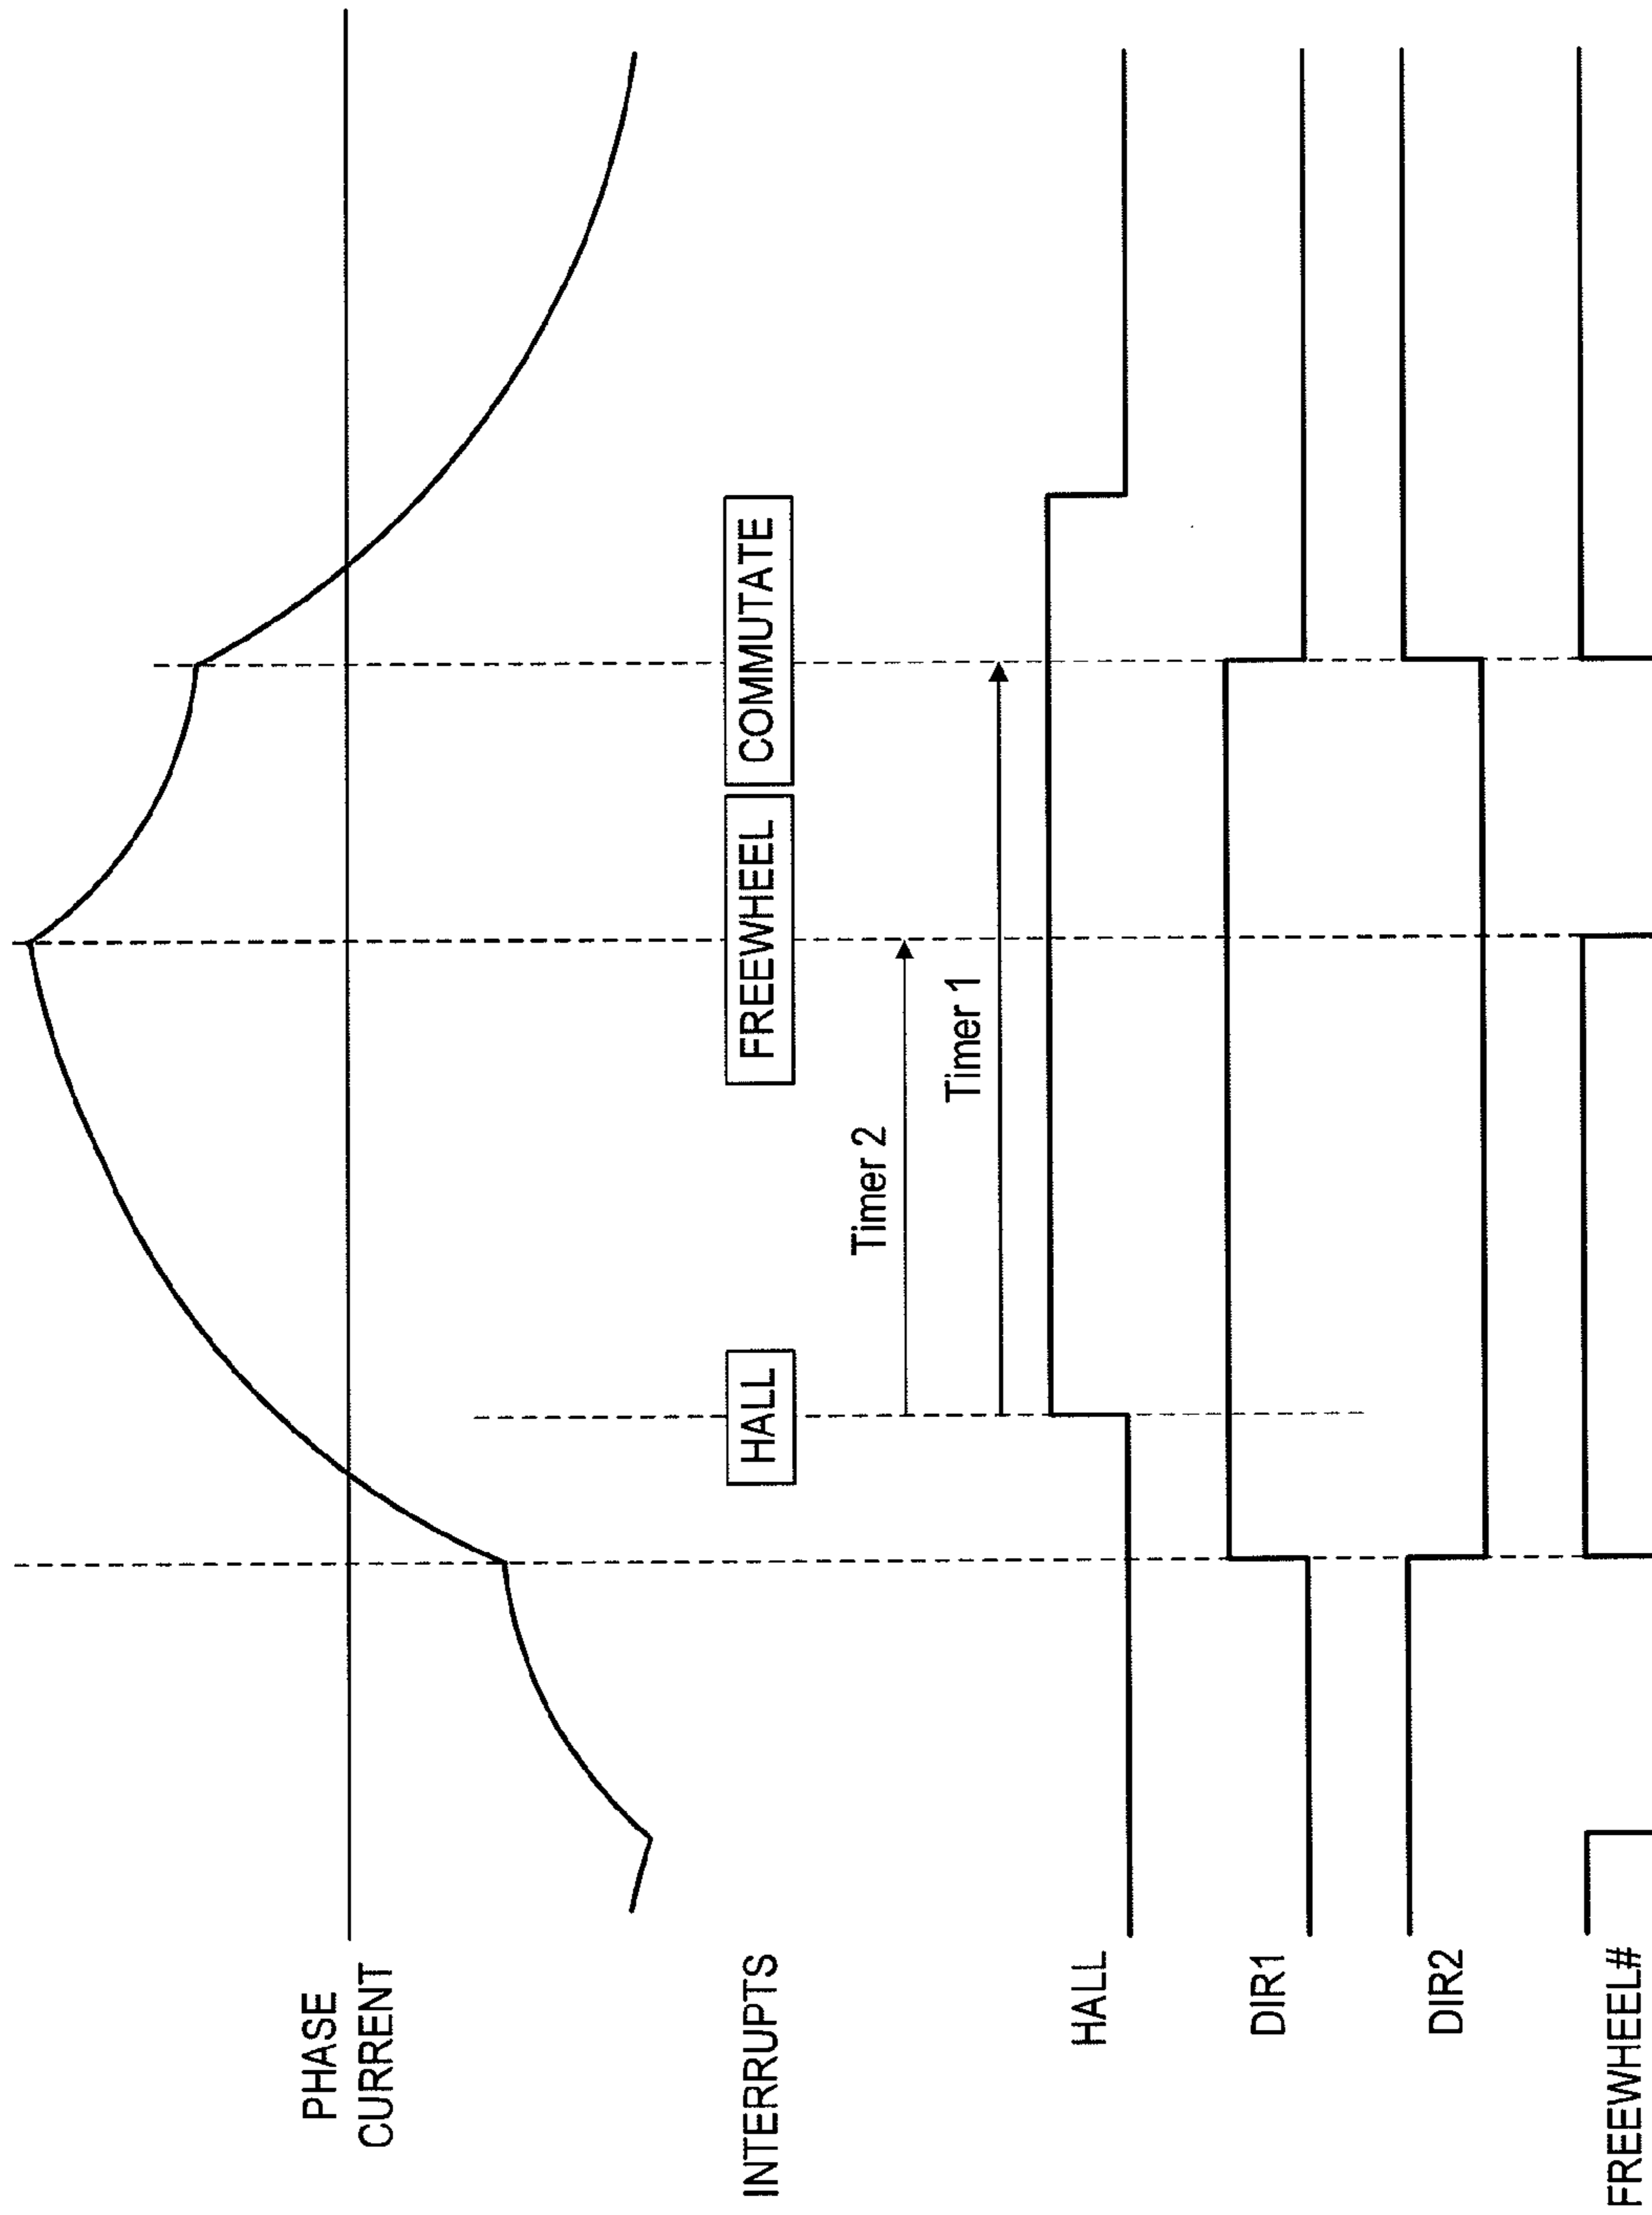 PHASE
CURRENT
INTERRUPTS
HALL
FREEWHEEL
COMMUTATE
Timer 2
Timer 1
HALL
DIR1
DIR2
FREEWHEEL#